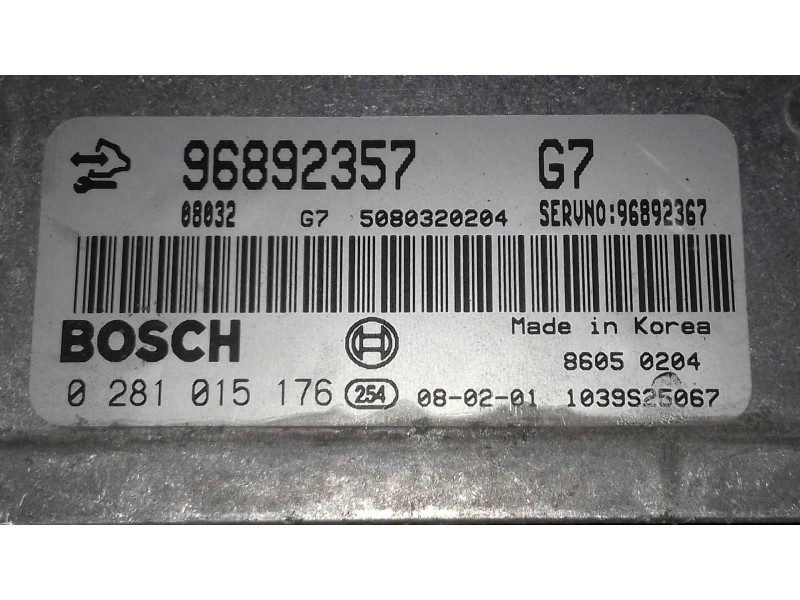 96892357 G7
08032 G7 5080320204 SERVNO:96892367
BOSCH Made in Korea
8605 0204
0 281 015 176 254 08-02-01 1039S25067